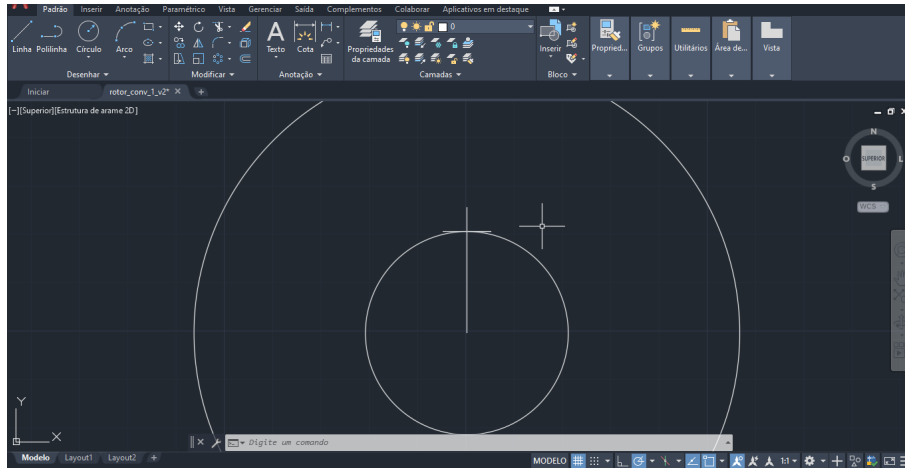 Padrão Inserir Anotação Paramétrico Vista Gerenciar Saída Complementos Colaborar Aplicativos em destaque
0
Linha Polilinha Círculo Arco Texto Cota Propriedades da camada Inserir Propried... Grupos Utilitários Área de... Vista
Desenhar Modificar Anotação Camadas Bloco
Iniciar rotor_conv_1_v2* +
[−][Superior][Estrutura de arame 2D]
N
O SUPERIOR L
S
WCS
Y
X
Digite um comando
Modelo Layout1 Layout2 + MODELO 1:1